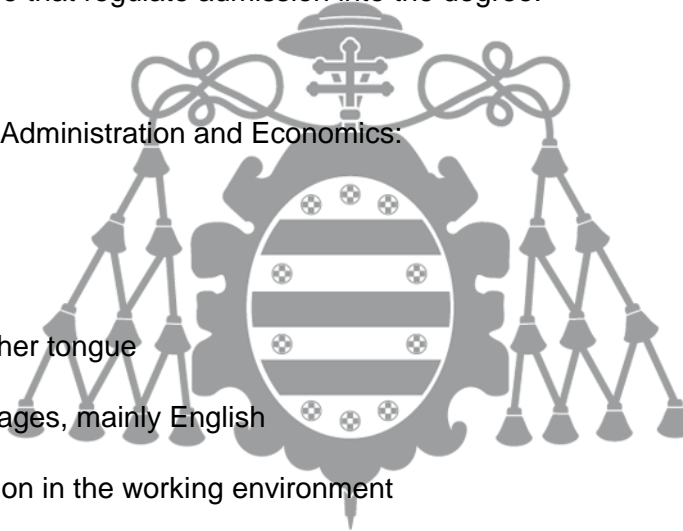 that regulate admission into the degree.
Administration and Economics:
her tongue
ages, mainly English
on in the working environment